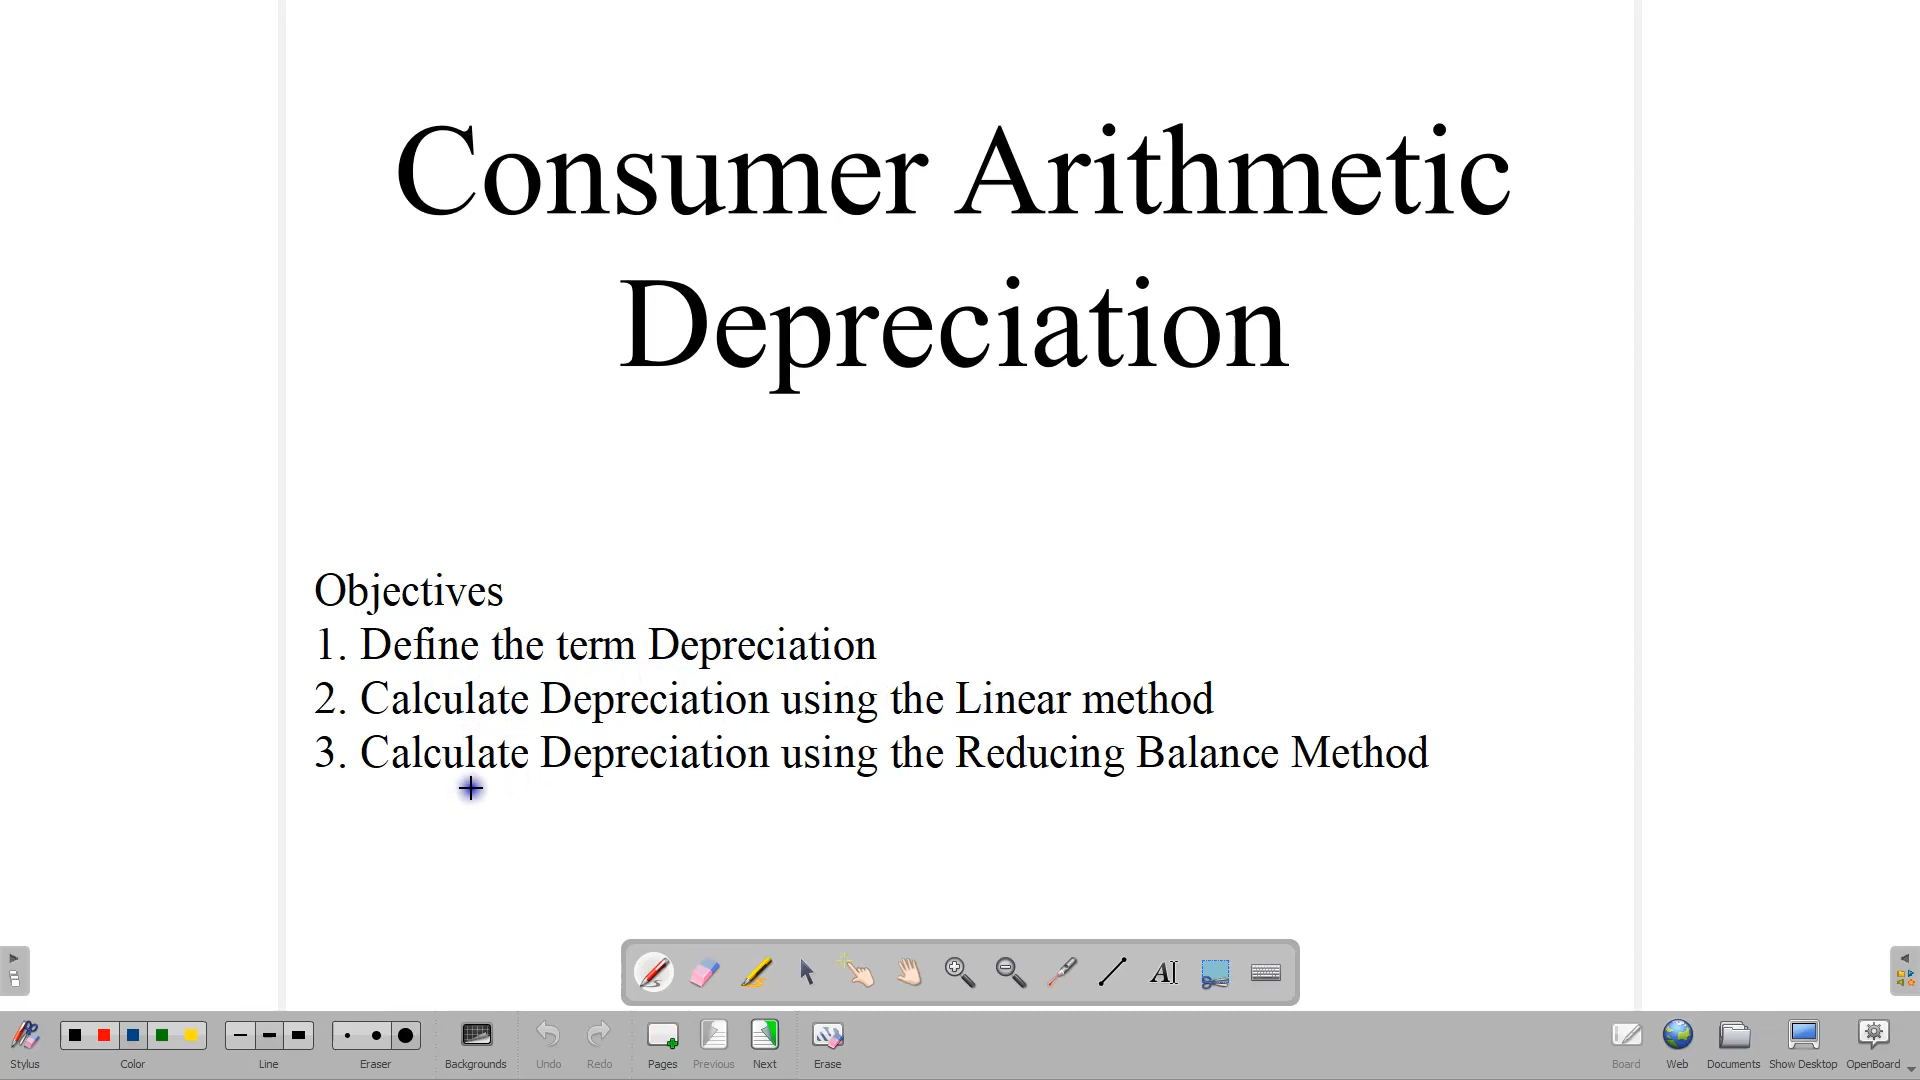 Consumer Arithmetic
Depreciation
Objectives
1. Define the term Depreciation
2. Calculate Depreciation using the Linear method
3. Calculate Depreciation using the Reducing Balance Method
AI
Stylus
Color
Line
Eraser
Backgrounds
Undo
Redo
Pages
Previous
Next
Erase
Board
Web
Documents
Show Desktop
OpenBoard